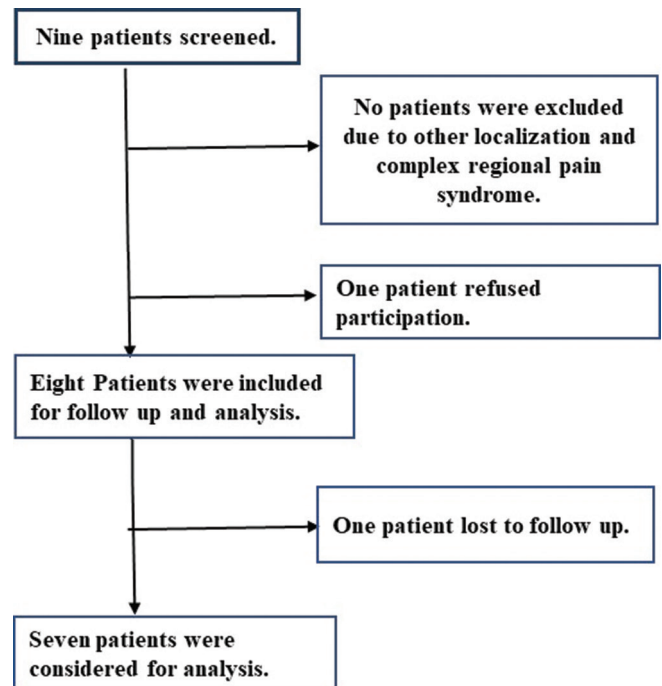 Nine patients screened.
No patients were excluded
due to other localization and
complex regional pain
syndrome.
One patient refused
participation.
Eight Patients were included
for follow up and analysis.
One patient lost to follow up.
Seven patients were
considered for analysis.